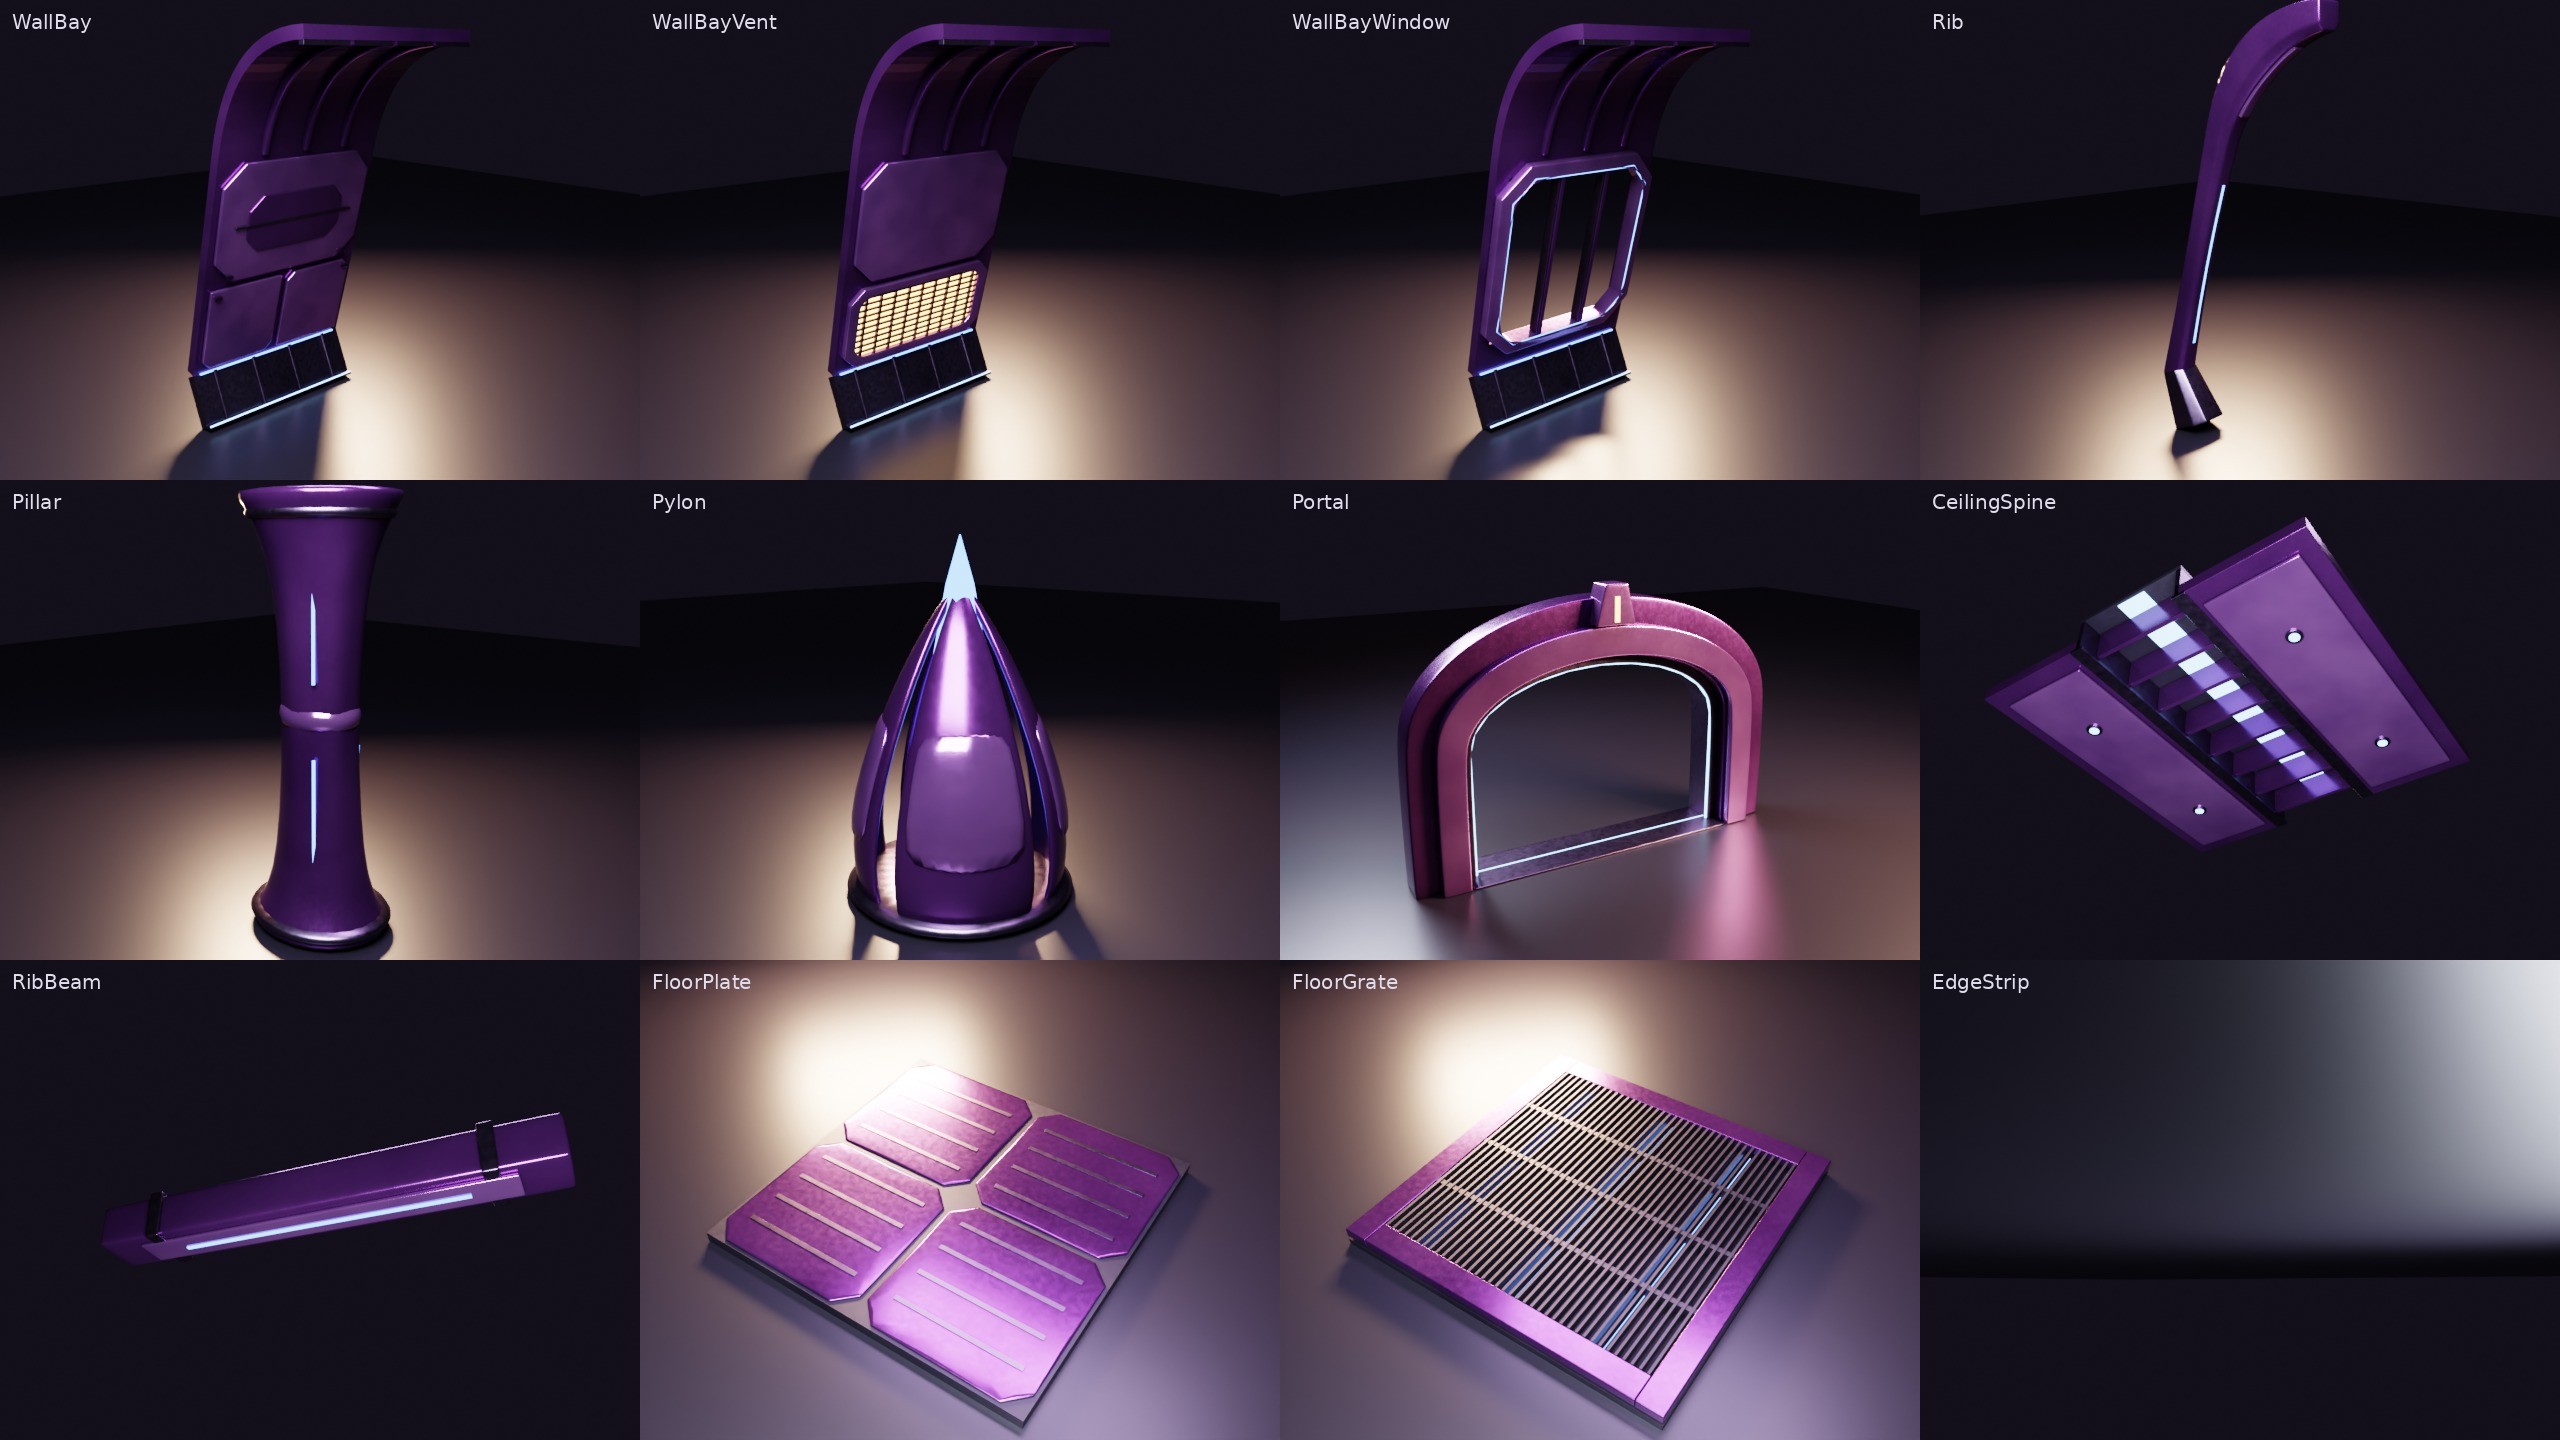 WallBay
WallBayVent
WallBayWindow
Rib
Pillar
Pylon
Portal
CeilingSpine
RibBeam
FloorPlate
FloorGrate
EdgeStrip